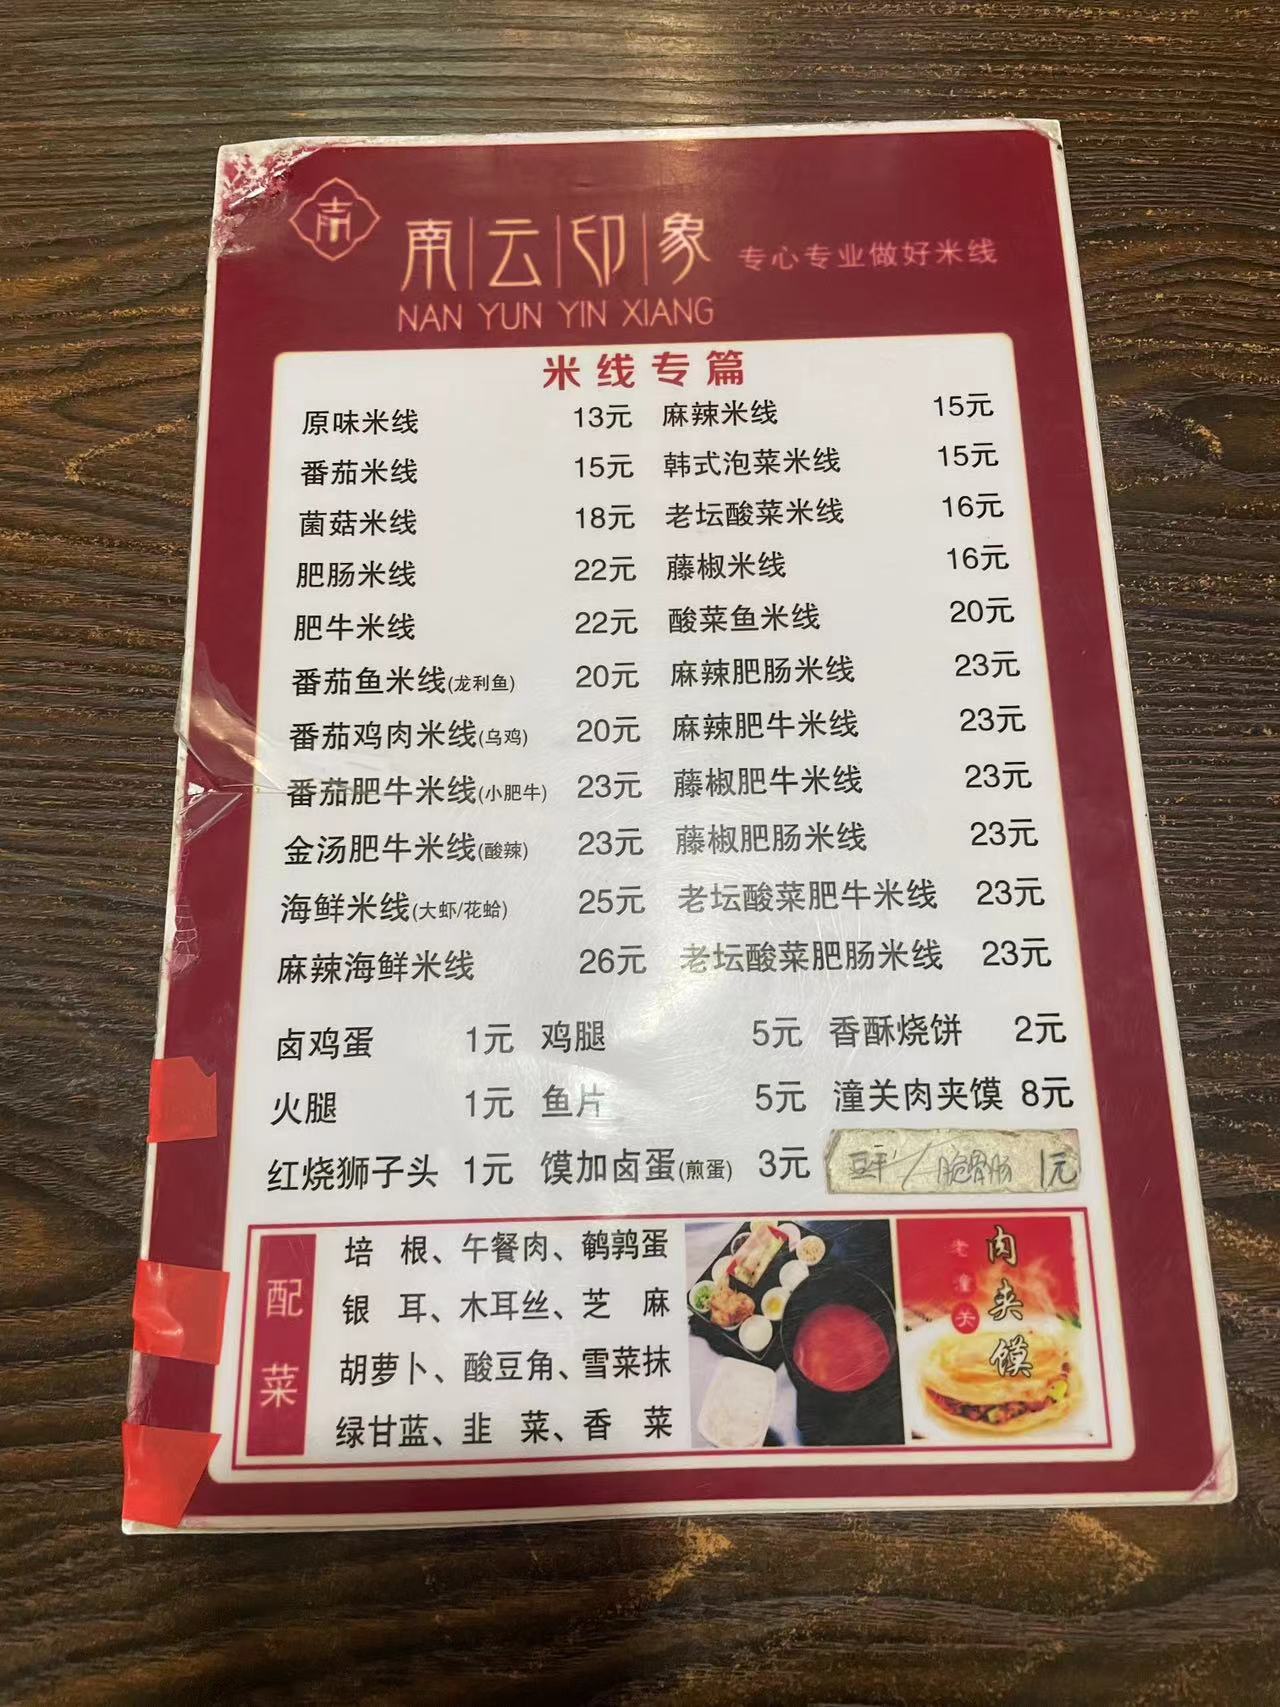 南
南云印象 专心专业做好米线
NAN YUN YIN XIANG
米线专篇
原味米线 13元 麻辣米线 15元
番茄米线 15元 韩式泡菜米线 15元
菌菇米线 18元 老坛酸菜米线 16元
肥肠米线 22元 藤椒米线 16元
肥牛米线 22元 酸菜鱼米线 20元
番茄鱼米线(龙利鱼) 20元 麻辣肥肠米线 23元
番茄鸡肉米线(乌鸡) 20元 麻辣肥牛米线 23元
番茄肥牛米线(小肥牛) 23元 藤椒肥牛米线 23元
金汤肥牛米线(酸辣) 23元 藤椒肥肠米线 23元
海鲜米线(大虾/花蛤) 25元 老坛酸菜肥牛米线 23元
麻辣海鲜米线 26元 老坛酸菜肥肠米线 23元
卤鸡蛋 1元 鸡腿 5元 香酥烧饼 2元
火腿 1元 鱼片 5元 潼关肉夹馍 8元
红烧狮子头 1元 馍加卤蛋(煎蛋) 3元 豆干/脆骨肠 1元
配菜
培根、午餐肉、鹌鹑蛋
银耳、木耳丝、芝麻
胡萝卜、酸豆角、雪菜抹
绿甘蓝、韭菜、香菜
老潼关
肉夹馍